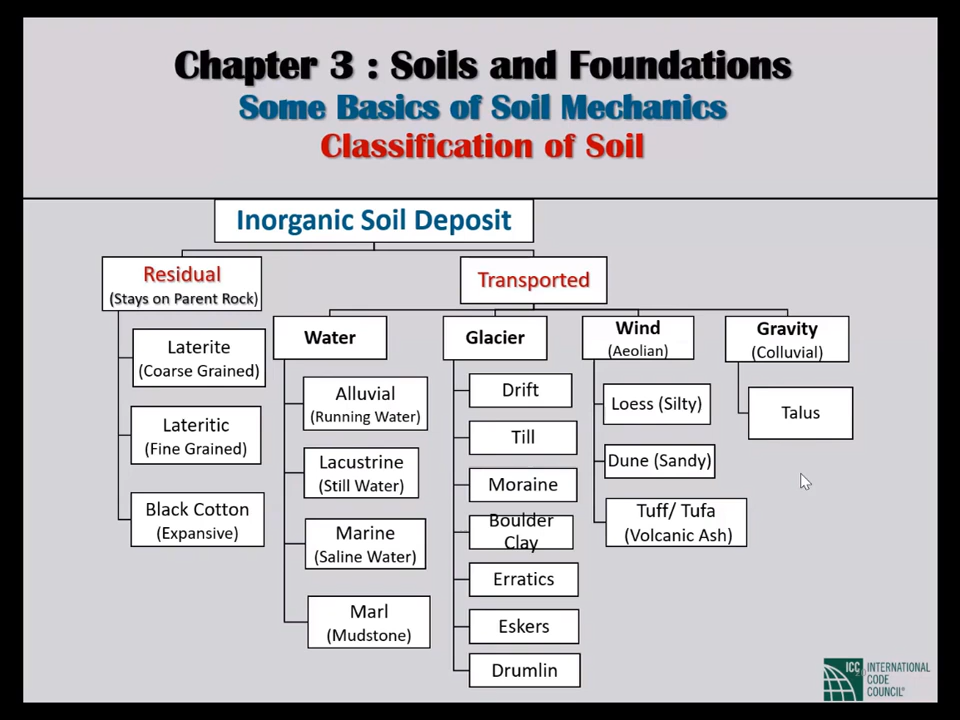 Chapter 3 : Soils and Foundations
Some Basics of Soil Mechanics
Classification of Soil
Inorganic Soil Deposit
Residual
(Stays on Parent Rock)
Laterite
(Coarse Grained)
Lateritic
(Fine Grained)
Black Cotton
(Expansive)
Transported
Water
Alluvial
(Running Water)
Lacustrine
(Still Water)
Marine
(Saline Water)
Marl
(Mudstone)
Glacier
Drift
Till
Moraine
Boulder
Clay
Erratics
Eskers
Drumlin
Wind
(Aeolian)
Loess (Silty)
Dune (Sandy)
Tuff/ Tufa
(Volcanic Ash)
Gravity
(Colluvial)
Talus
ICC
INTERNATIONAL
CODE
COUNCIL®